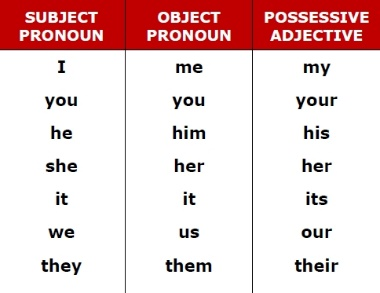 SUBJECT PRONOUN OBJECT PRONOUN POSSESSIVE ADJECTIVE
I me my
you you your
he him his
she her her
it it its
we us our
they them their